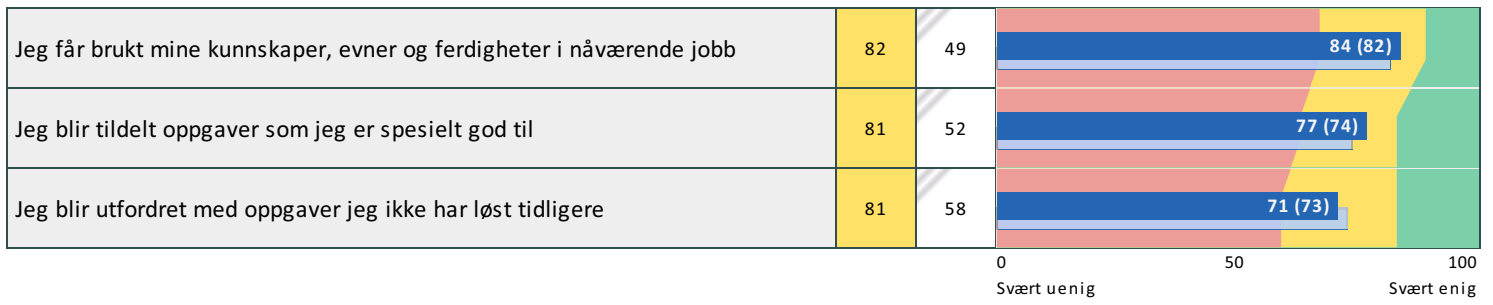 Jeg får brukt mine kunnskaper, evner og ferdigheter i nåværende jobb 82 49 84 (82)
Jeg blir tildelt oppgaver som jeg er spesielt god til 81 52 77 (74)
Jeg blir utfordret med oppgaver jeg ikke har løst tidligere 81 58 71 (73)
0 50 100
Svært uenig Svært enig